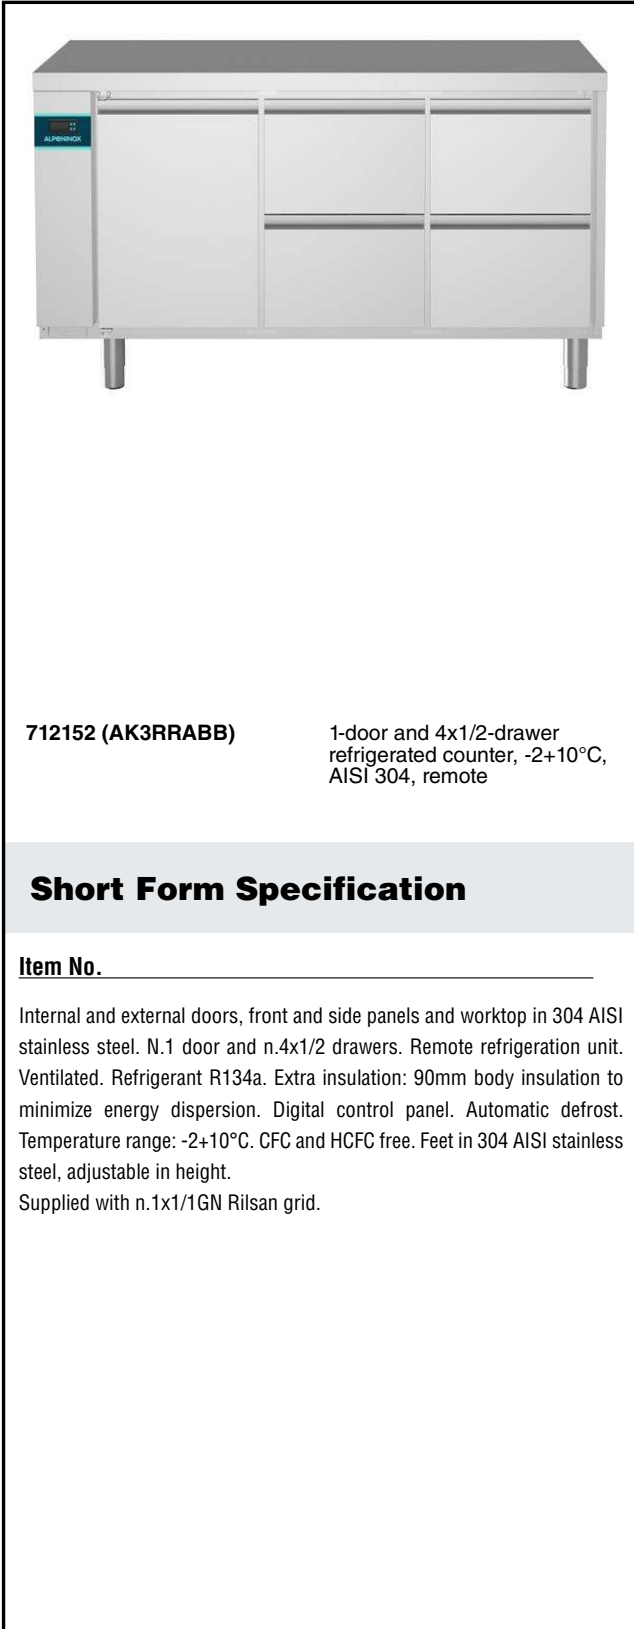 ALPENINOX
712152 (AK3RRABB)
1-door and 4x1/2-drawer
refrigerated counter, -2+10°C,
AISI 304, remote
Short Form Specification
Item No.
Internal and external doors, front and side panels and worktop in 304 AISI
stainless steel. N.1 door and n.4x1/2 drawers. Remote refrigeration unit.
Ventilated. Refrigerant R134a. Extra insulation: 90mm body insulation to
minimize energy dispersion. Digital control panel. Automatic defrost.
Temperature range: -2+10°C. CFC and HCFC free. Feet in 304 AISI stainless
steel, adjustable in height.
Supplied with n.1x1/1GN Rilsan grid.